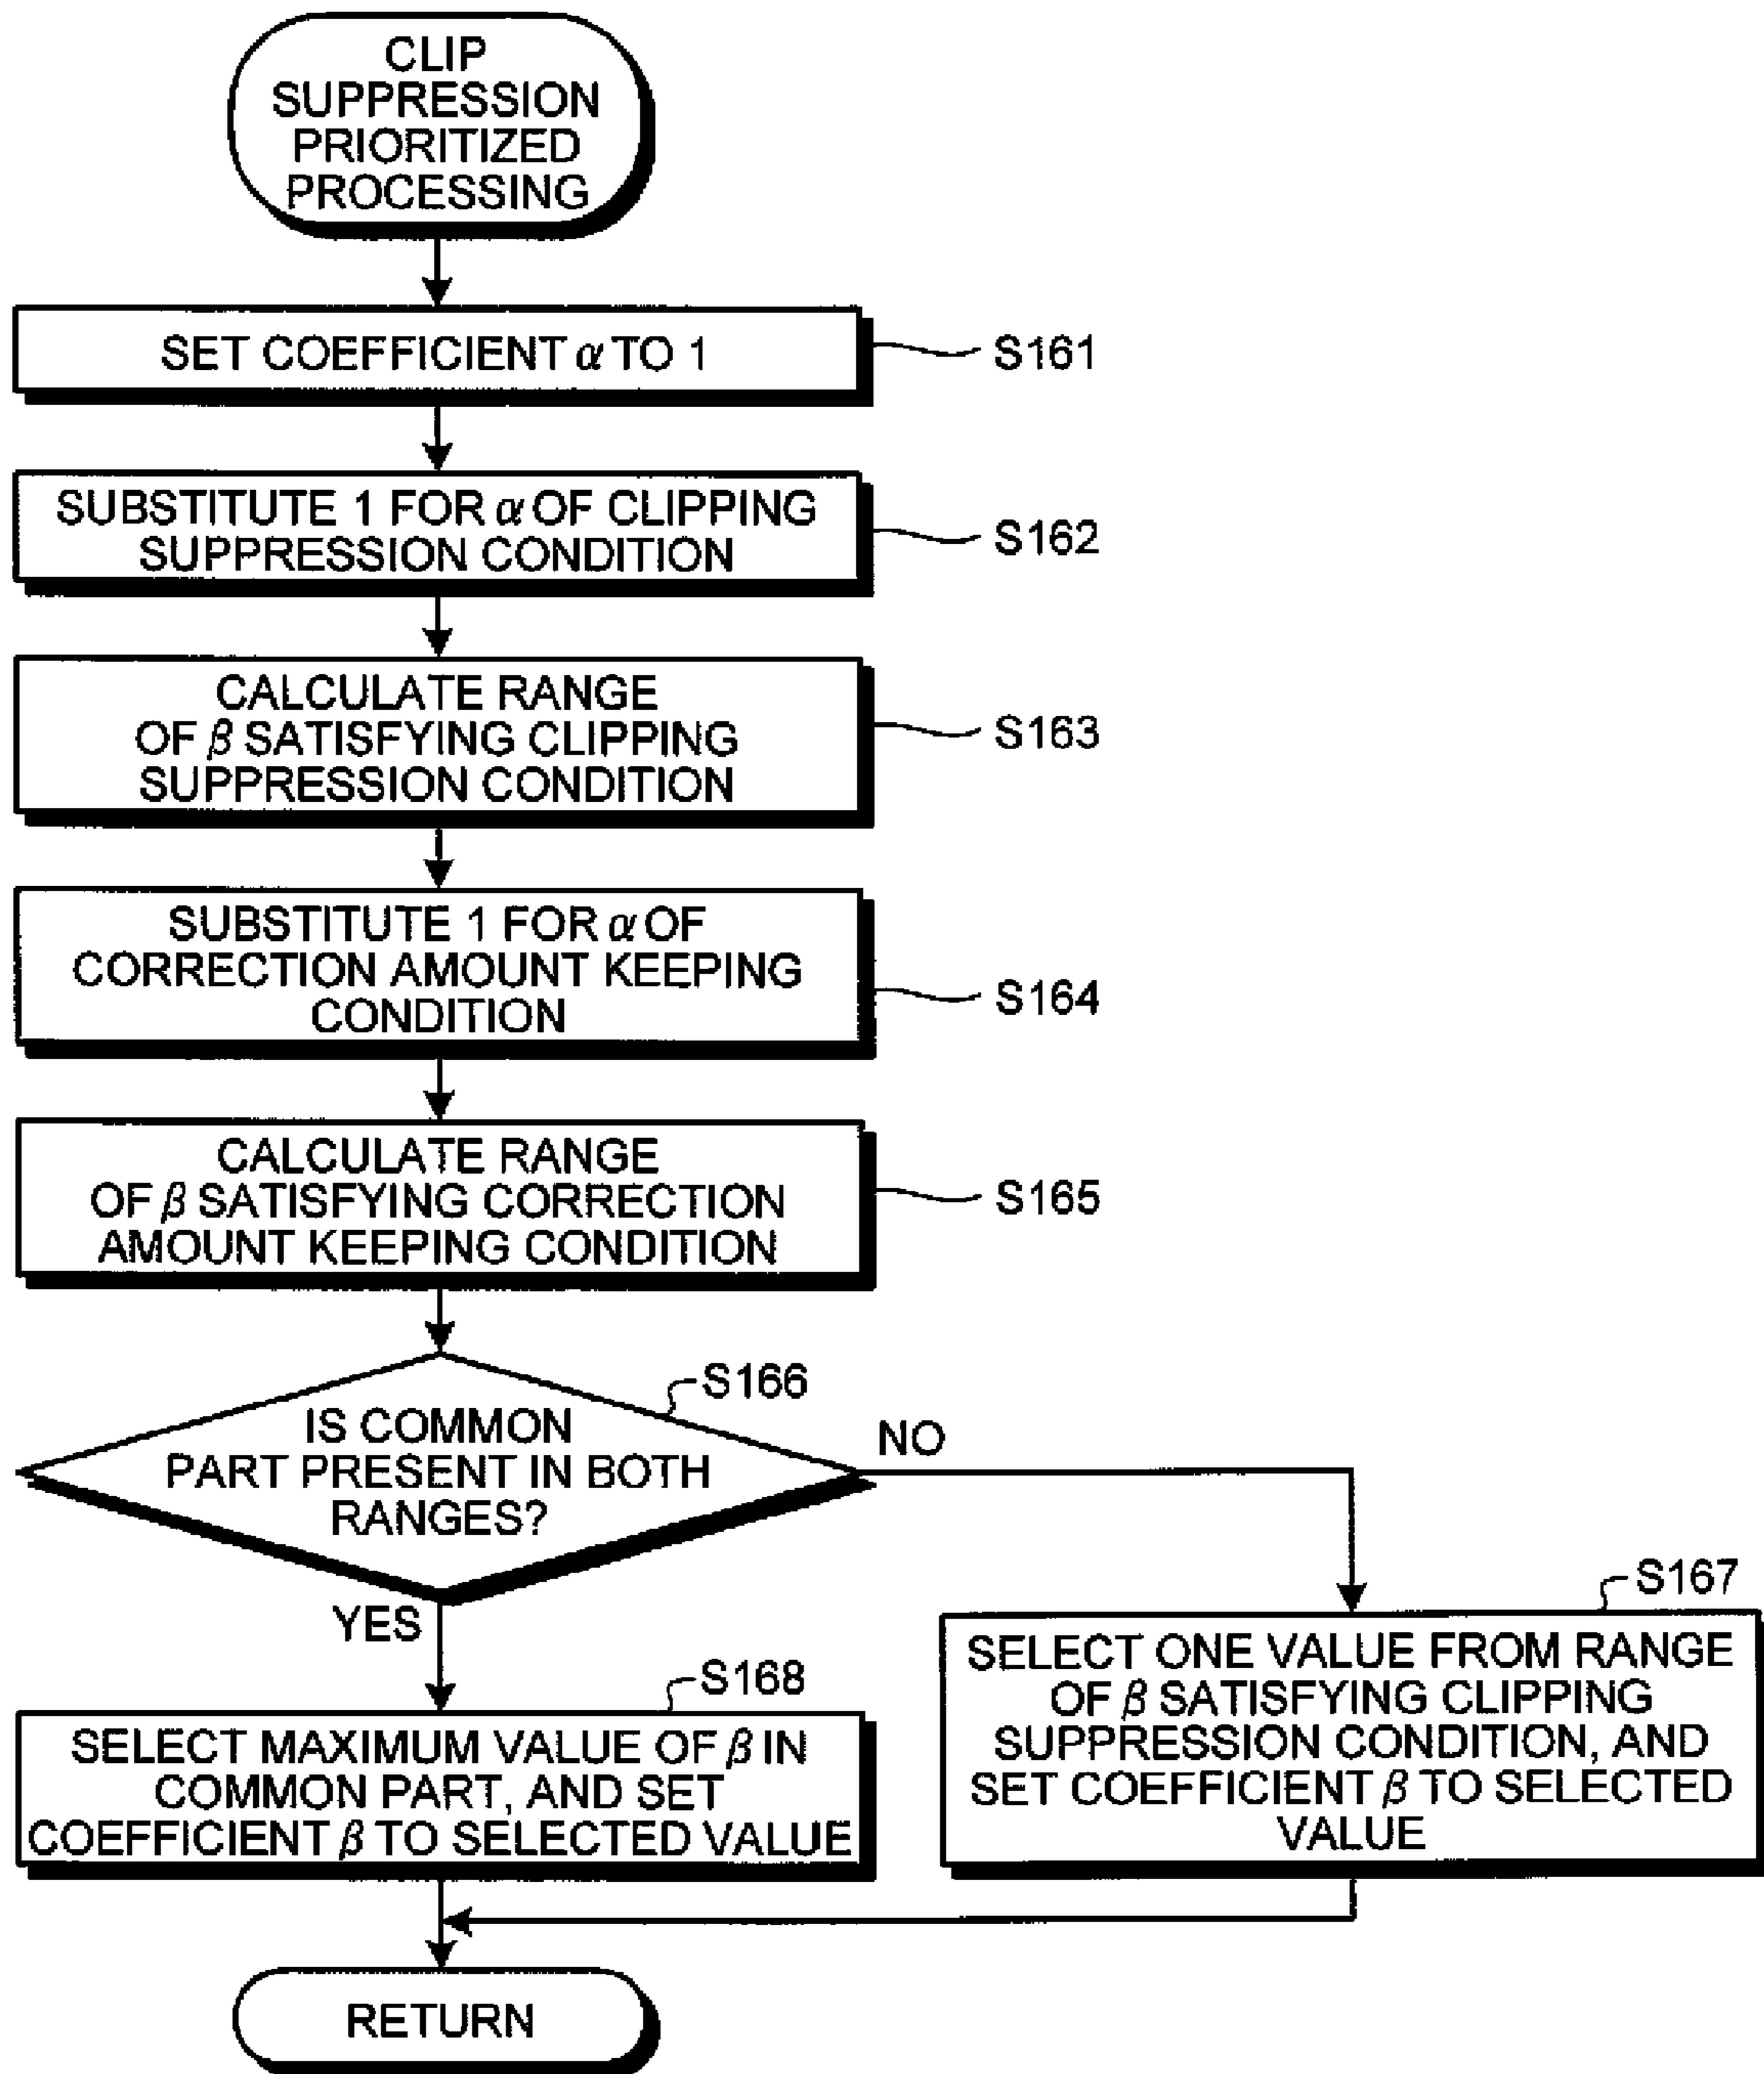 CLIP
SUPPRESSION
PRIORITIZED
PROCESSING
SET COEFFICIENT α TO 1
S161
SUBSTITUTE 1 FOR α OF CLIPPING
SUPPRESSION CONDITION
S162
CALCULATE RANGE
OF β SATISFYING CLIPPING
SUPPRESSION CONDITION
S163
SUBSTITUTE 1 FOR α OF
CORRECTION AMOUNT KEEPING
CONDITION
S164
CALCULATE RANGE
OF β SATISFYING CORRECTION
AMOUNT KEEPING CONDITION
S165
S166
IS COMMON
PART PRESENT IN BOTH
RANGES?
NO
YES
S167
SELECT ONE VALUE FROM RANGE
OF β SATISFYING CLIPPING
SUPPRESSION CONDITION, AND
SET COEFFICIENT β TO SELECTED
VALUE
S168
SELECT MAXIMUM VALUE OF β IN
COMMON PART, AND SET
COEFFICIENT β TO SELECTED VALUE
RETURN